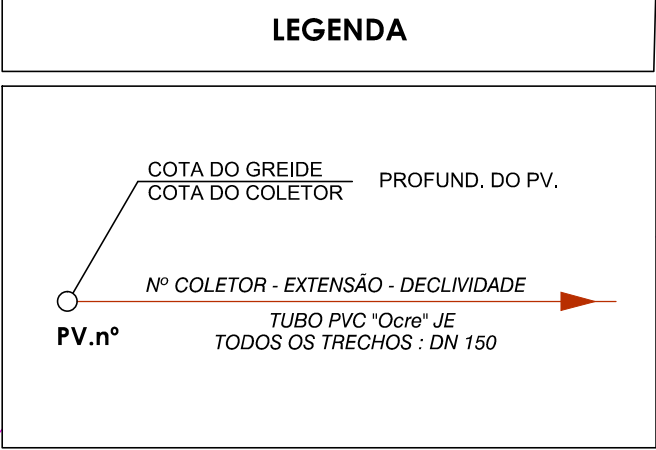 LEGENDA
COTA DO GREIDE
COTA DO COLETOR
PROFUND. DO PV.
Nº COLETOR - EXTENSÃO - DECLIVIDADE
PV.nº
TUBO PVC "Ocre" JE
TODOS OS TRECHOS : DN 150